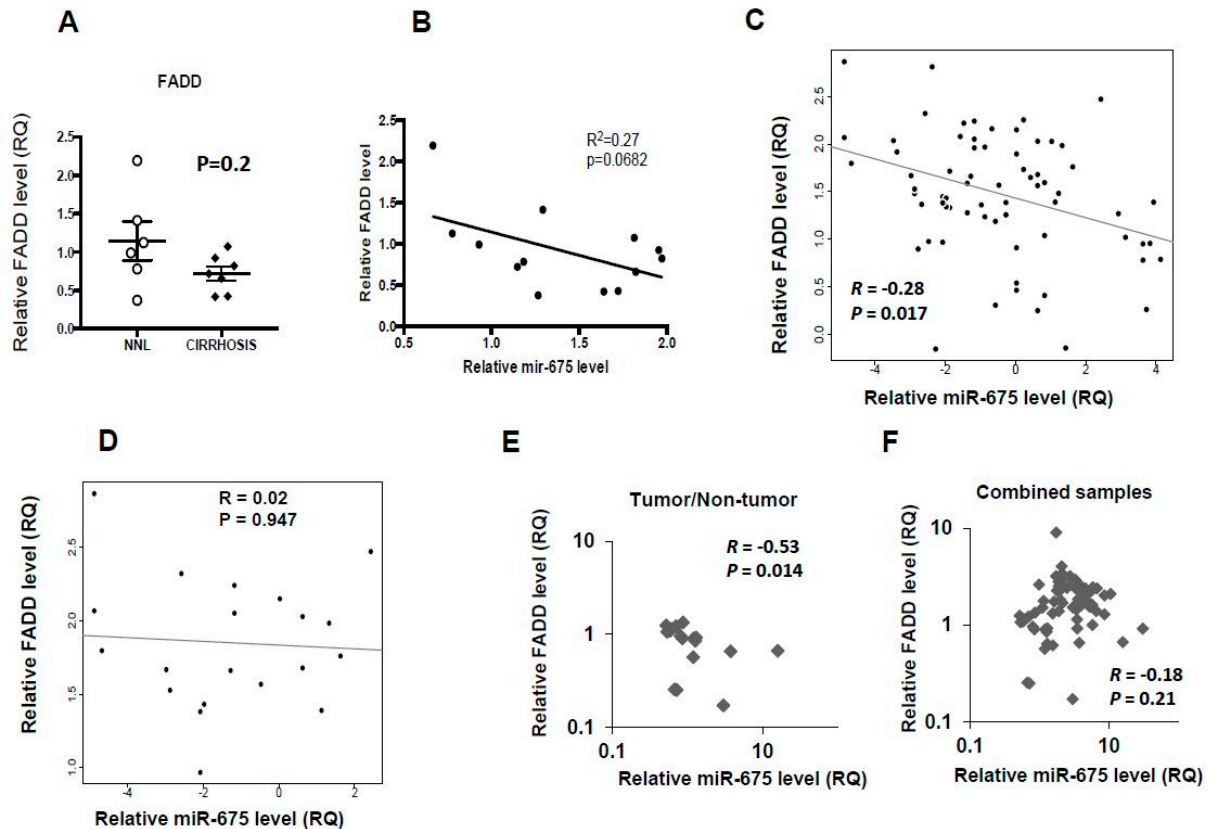 A
FADD
Relative FADD level (RQ)
2.5
2.0
1.5
1.0
0.5
0.0
P=0.2
NNL
CIRRHOSIS
B
Relative FADD level
2.5
2.0
1.5
1.0
0.5
0.0
R²=0.27
p=0.0682
0.5
1.0
1.5
2.0
Relative mir-675 level
C
Relative FADD level (RQ)
2.5
2.0
1.5
1.0
0.5
0.0
R = -0.28
P = 0.017
-4
-2
0
2
4
Relative miR-675 level (RQ)
D
Relative FADD level (RQ)
2.5
2.0
1.5
1.0
R = 0.02
P = 0.947
-4
-2
0
2
Relative miR-675 level (RQ)
E
Tumor/Non-tumor
Relative FADD level (RQ)
10
1
0.1
R = -0.53
P = 0.014
0.1
10
Relative miR-675 level (RQ)
F
Combined samples
Relative FADD level (RQ)
10
1
0.1
R = -0.18
P = 0.21
0.1
10
Relative miR-675 level (RQ)